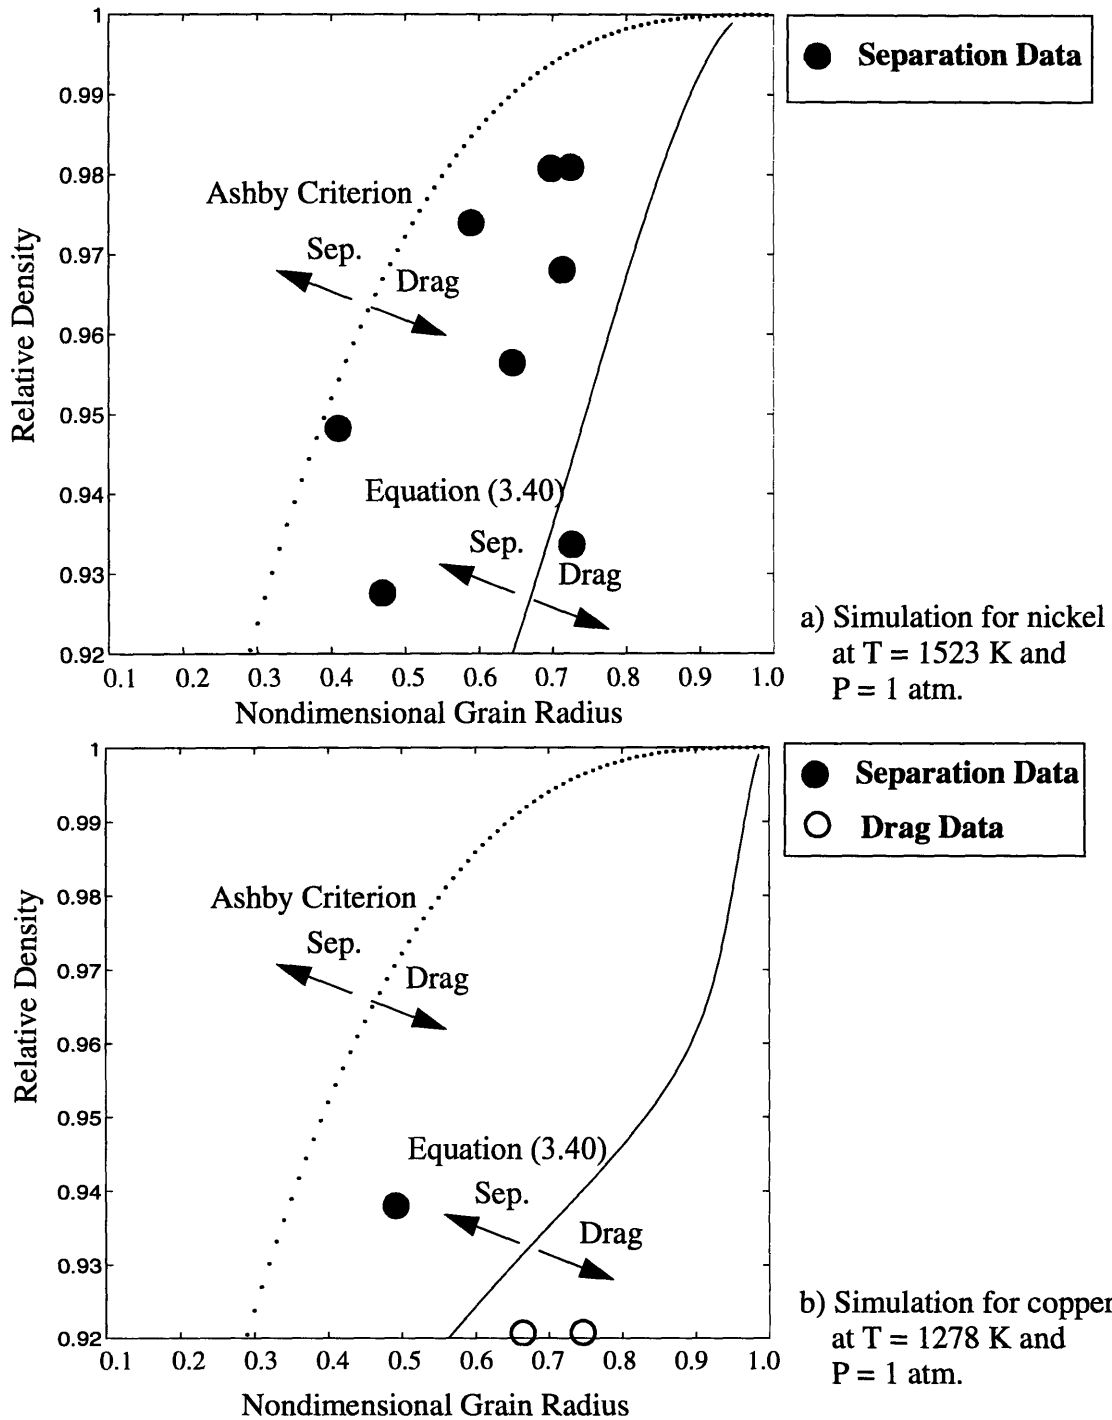 1
0.99
0.98
0.97
0.96
0.95
0.94
0.93
0.92
Relative Density
Ashby Criterion
Sep.
Drag
Equation (3.40)
Sep.
Drag
0.1 0.2 0.3 0.4 0.5 0.6 0.7 0.8 0.9 1.0
Nondimensional Grain Radius
Separation Data
a) Simulation for nickel
at T = 1523 K and
P = 1 atm.
1
0.99
0.98
0.97
0.96
0.95
0.94
0.93
0.92
Relative Density
Ashby Criterion
Sep.
Drag
Equation (3.40)
Sep.
Drag
0.1 0.2 0.3 0.4 0.5 0.6 0.7 0.8 0.9 1.0
Nondimensional Grain Radius
Separation Data
Drag Data
b) Simulation for copper
at T = 1278 K and
P = 1 atm.